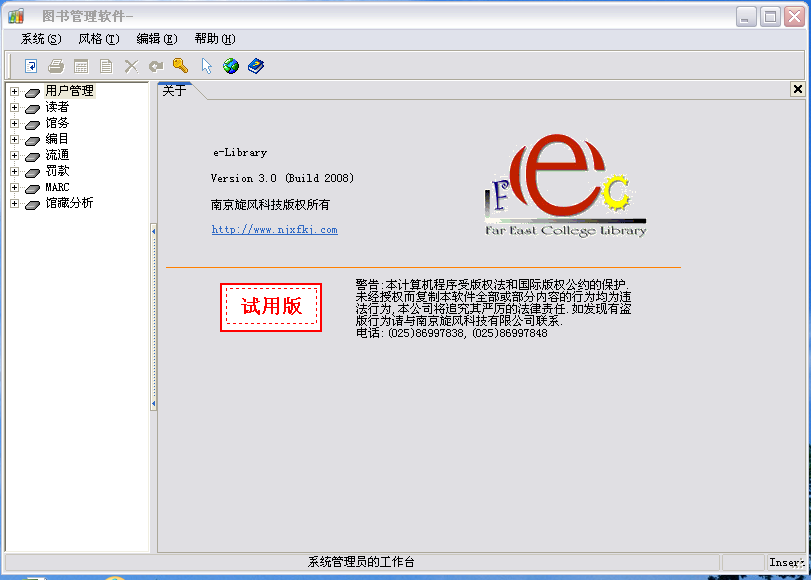 图书管理软件-
系统(S) 风格(T) 编辑(E) 帮助(H)
用户管理
读者
馆务
编目
流通
罚款
MARC
馆藏分析
关于
e-Library
Version 3.0 (Build 2008)
南京旋风科技版权所有
http://www.njxfkj.com
F e C
Far East College Library
试用版
警告:本计算机程序受版权法和国际版权公约的保护.
未经授权而复制本软件全部或部分内容的行为均为违
法行为,本公司将追究其严厉的法律责任.如发现有盗
版行为请与南京旋风科技有限公司联系.
电话:(025)86997838,(025)86997848
系统管理员的工作台
Insert